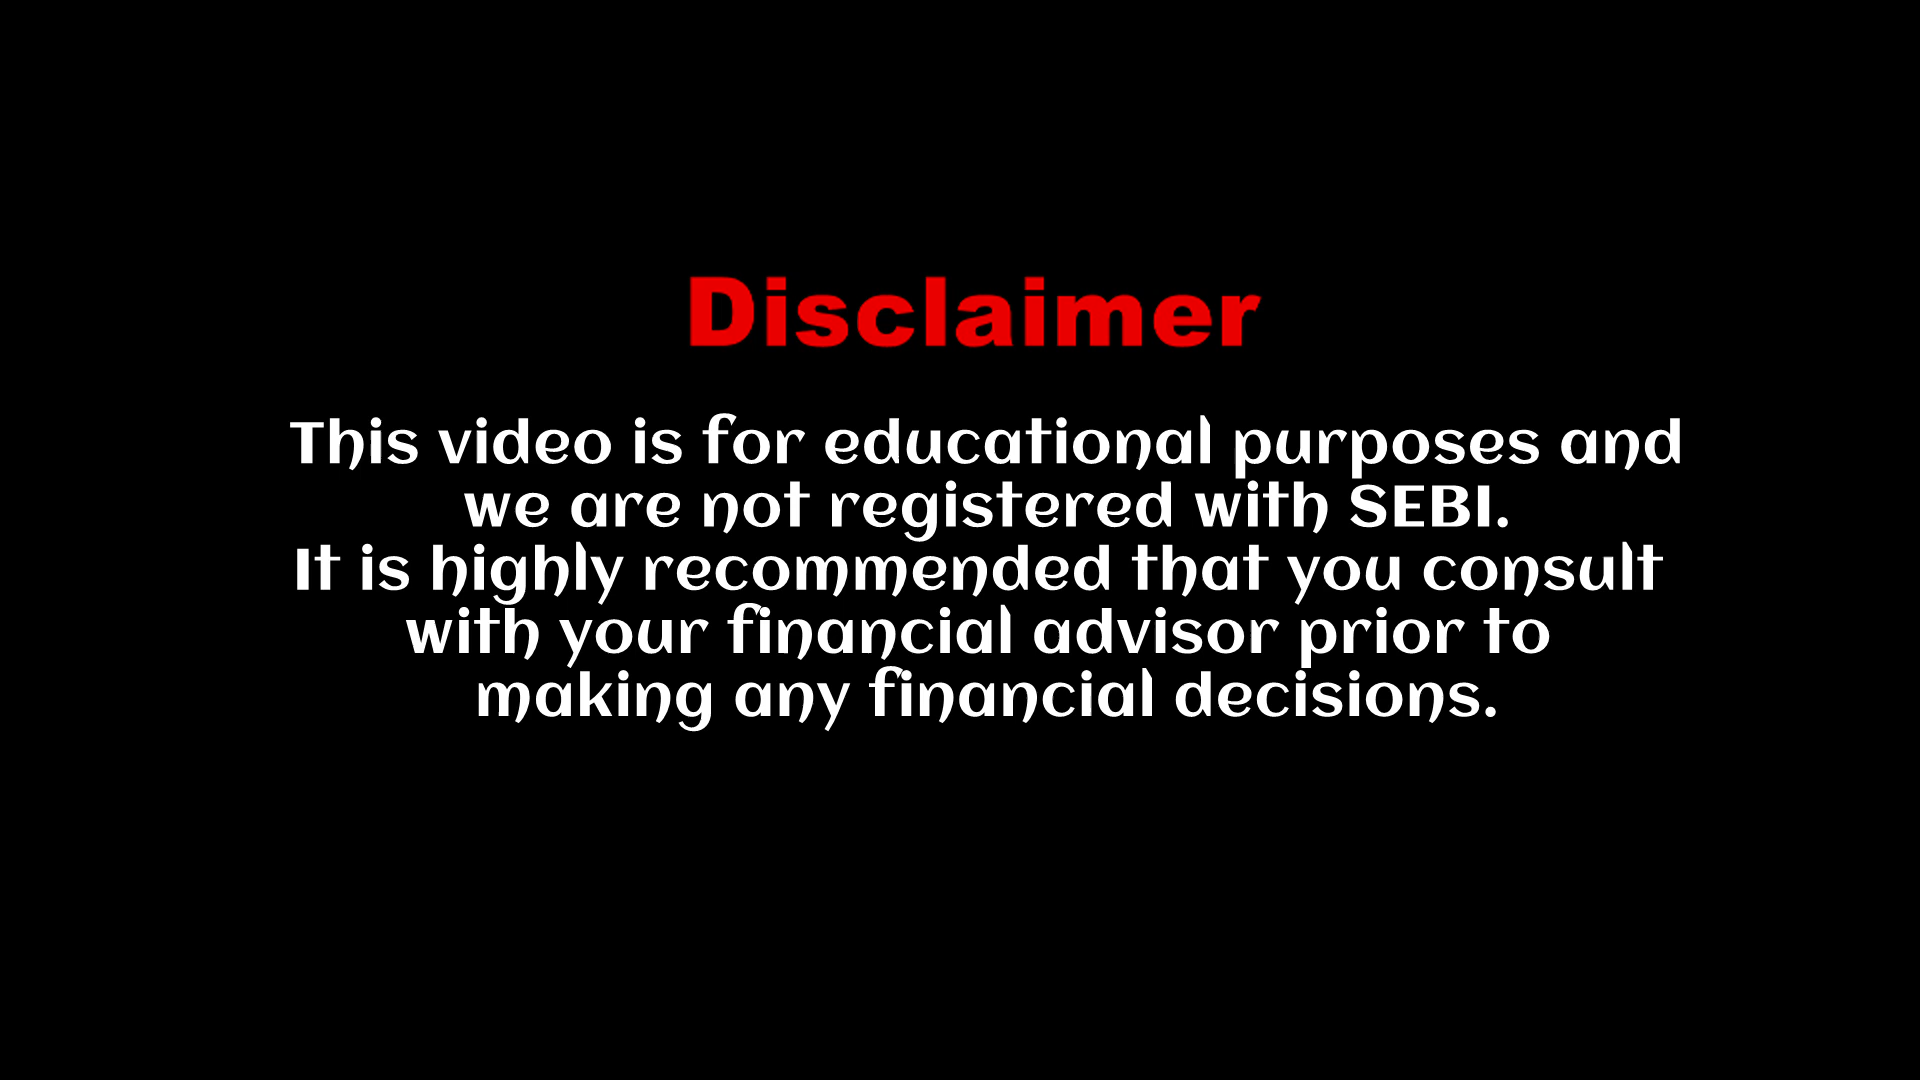 Disclaimer
This video is for educational purposes and
we are not registered with SEBI.
It is highly recommended that you consult
with your financial advisor prior to
making any financial decisions.